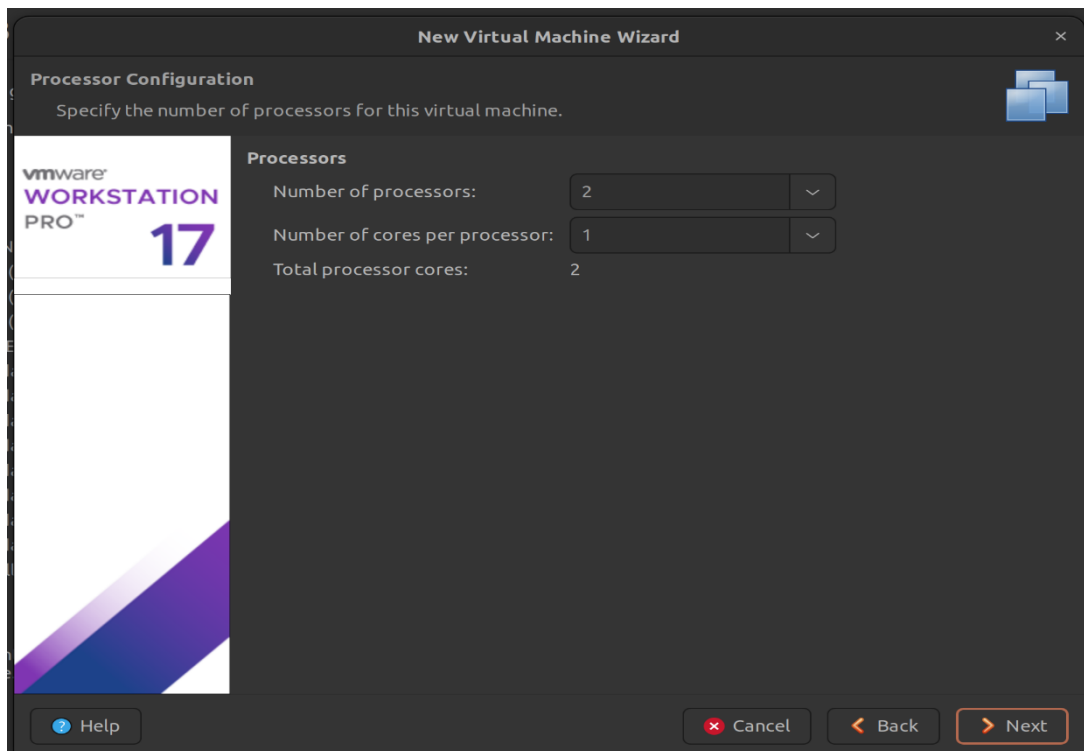 New Virtual Machine Wizard
Processor Configuration
Specify the number of processors for this virtual machine.
vmware
WORKSTATION
PRO™
17
Processors
Number of processors: 2
Number of cores per processor: 1
Total processor cores: 2
Help
Cancel
Back
Next